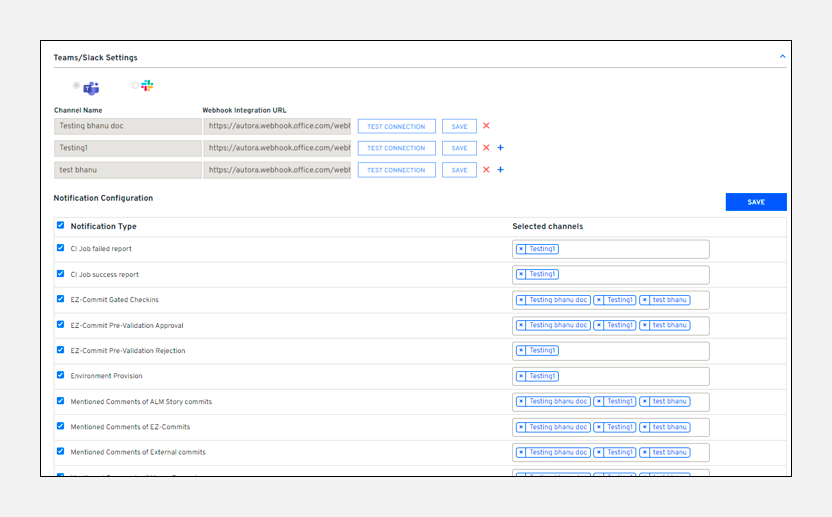 Teams/Slack Settings
Channel Name Webhook Integration URL
Testing bhanu doc https://autora.webhook.office.com/webh TEST CONNECTION SAVE ×
Testing1 https://autora.webhook.office.com/webh TEST CONNECTION SAVE × +
test bhanu https://autora.webhook.office.com/webh TEST CONNECTION SAVE × +
Notification Configuration SAVE
Notification Type Selected channels
CI Job failed report × Testing1
CI Job success report × Testing1
EZ-Commit Gated Checkins × Testing bhanu doc × Testing1 × test bhanu
EZ-Commit Pre-Validation Approval × Testing bhanu doc × Testing1 × test bhanu
EZ-Commit Pre-Validation Rejection × Testing1
Environment Provision × Testing1
Mentioned Comments of ALM Story commits × Testing bhanu doc × Testing1 × test bhanu
Mentioned Comments of EZ-Commits × Testing bhanu doc × Testing1 × test bhanu
Mentioned Comments of External commits × Testing bhanu doc × Testing1 × test bhanu
× Testing bhanu doc × Testing1 × test bhanu